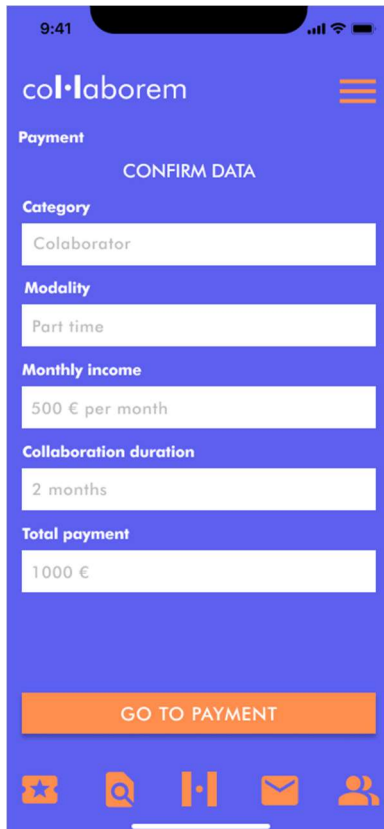 9:41
col·laborem
Payment
CONFIRM DATA
Category
Colaborator
Modality
Part time
Monthly income
500 € per month
Collaboration duration
2 months
Total payment
1000 €
GO TO PAYMENT
l·l